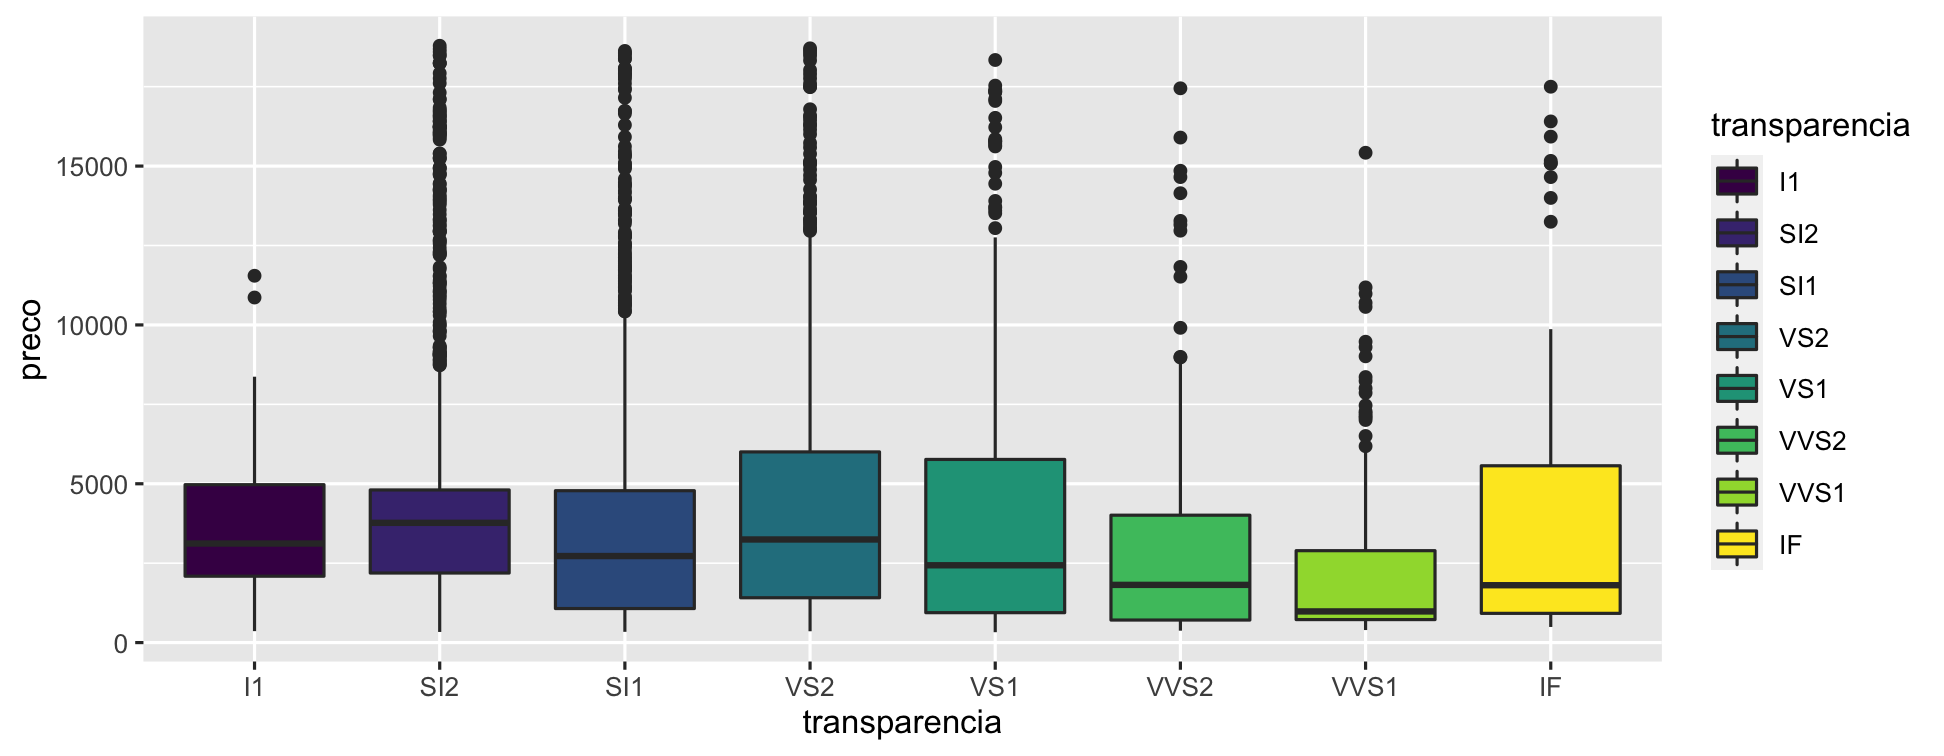 preco
15000
10000
5000
0
I1 SI2 SI1 VS2 VS1 VVS2 VVS1 IF
transparencia
transparencia
I1
SI2
SI1
VS2
VS1
VVS2
VVS1
IF